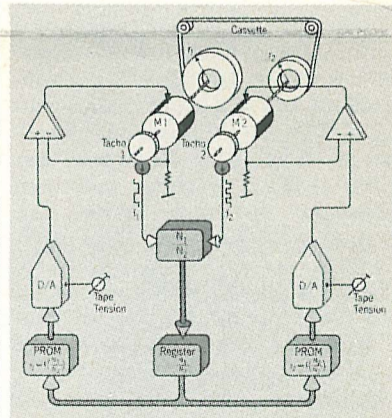 Cassette
r₁
r₂
M1
M2
Tacho
1
Tacho
2
f₁
f₂
N₁
N₂
D/A
Tape
Tension
D/A
Tape
Tension
PROM
Register
PROM